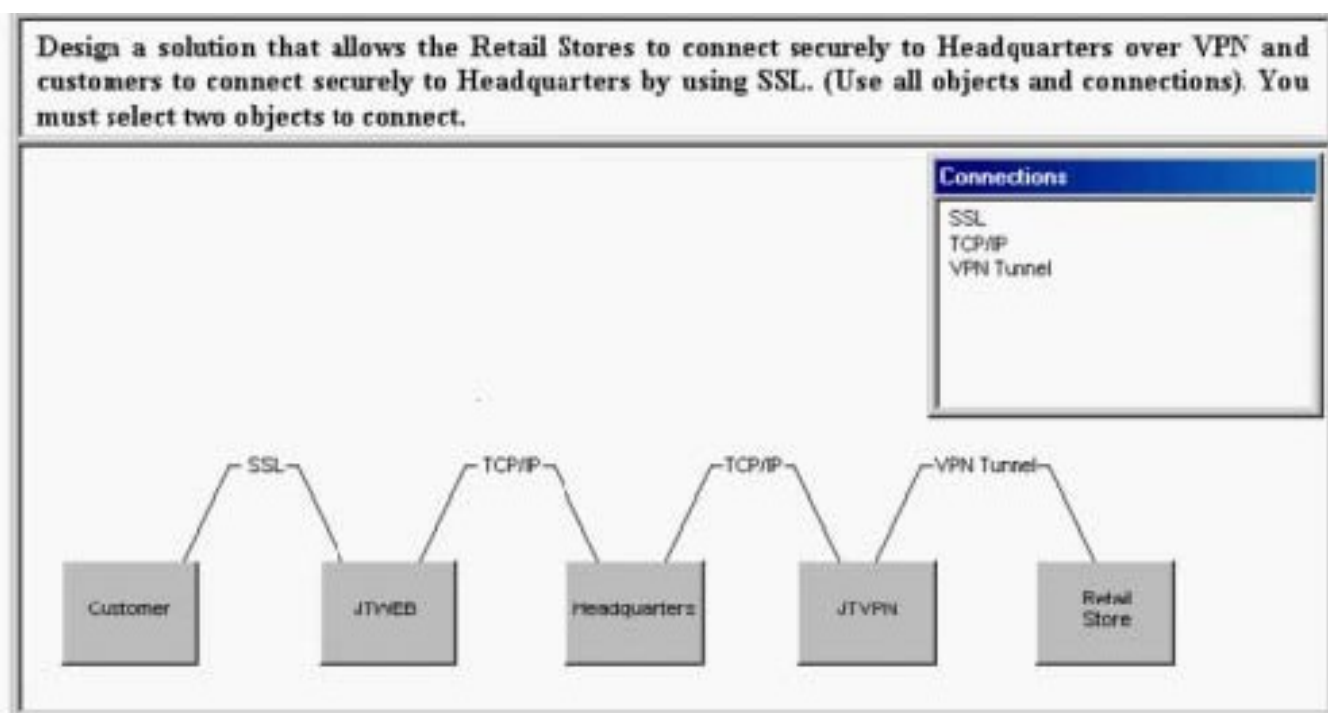 Design a solution that allows the Retail Stores to connect securely to Headquarters over VPN and
customers to connect securely to Headquarters by using SSL. (Use all objects and connections). You
must select two objects to connect.
Connections
SSL
TCP/IP
VPN Tunnel
SSL
TCP/IP
TCP/IP
VPN Tunnel
Customer
JTWEB
Headquarters
JTVPN
Retail
Store